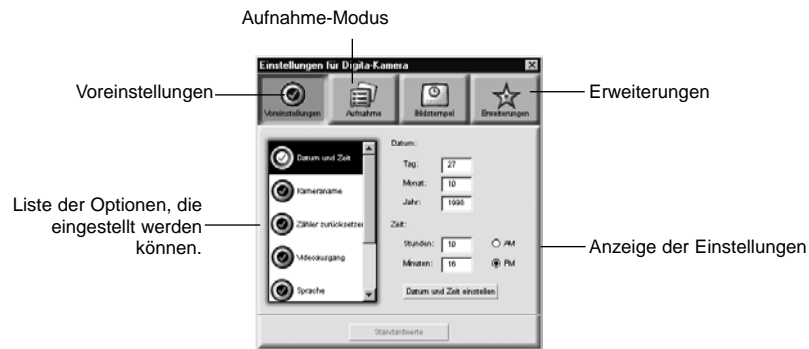 Aufnahme-Modus
Einstellungen für Digita-Kamera
Voreinstellungen
Erweiterungen
Voreinstellungen
Aufnahme
Bildstempel
Erweiterungen
Liste der Optionen, die
eingestellt werden
können.
Datum und Zeit
Kameraname
Zähler zurücksetzen
Videoausgang
Sprache
Datum:
Tag: 27
Monat: 10
Jahr: 1998
Zeit:
Stunden: 10 AM
Minuten: 16 PM
Datum und Zeit einstellen
Anzeige der Einstellungen
Standardwerte